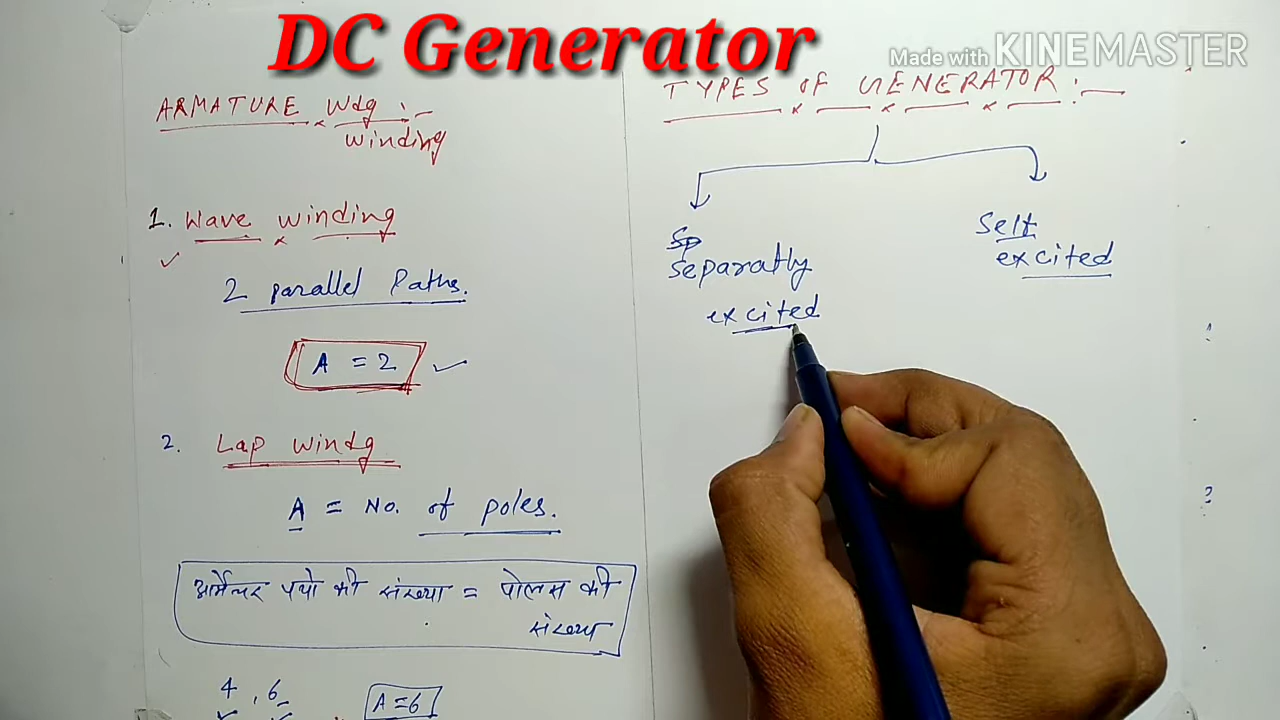 DC Generator
Made with KINEMASTER
ARMATURE Wdg :-
winding
1. Wave winding
2 parallel Paths.
A = 2
2. Lap windg
A = No. of poles.
आर्मेचर पथो की संख्या = पोलस की
संख्या
4 , 6
A = 6
TYPES OF GENERATOR :-
Sp
separatly
excited
Self
excited